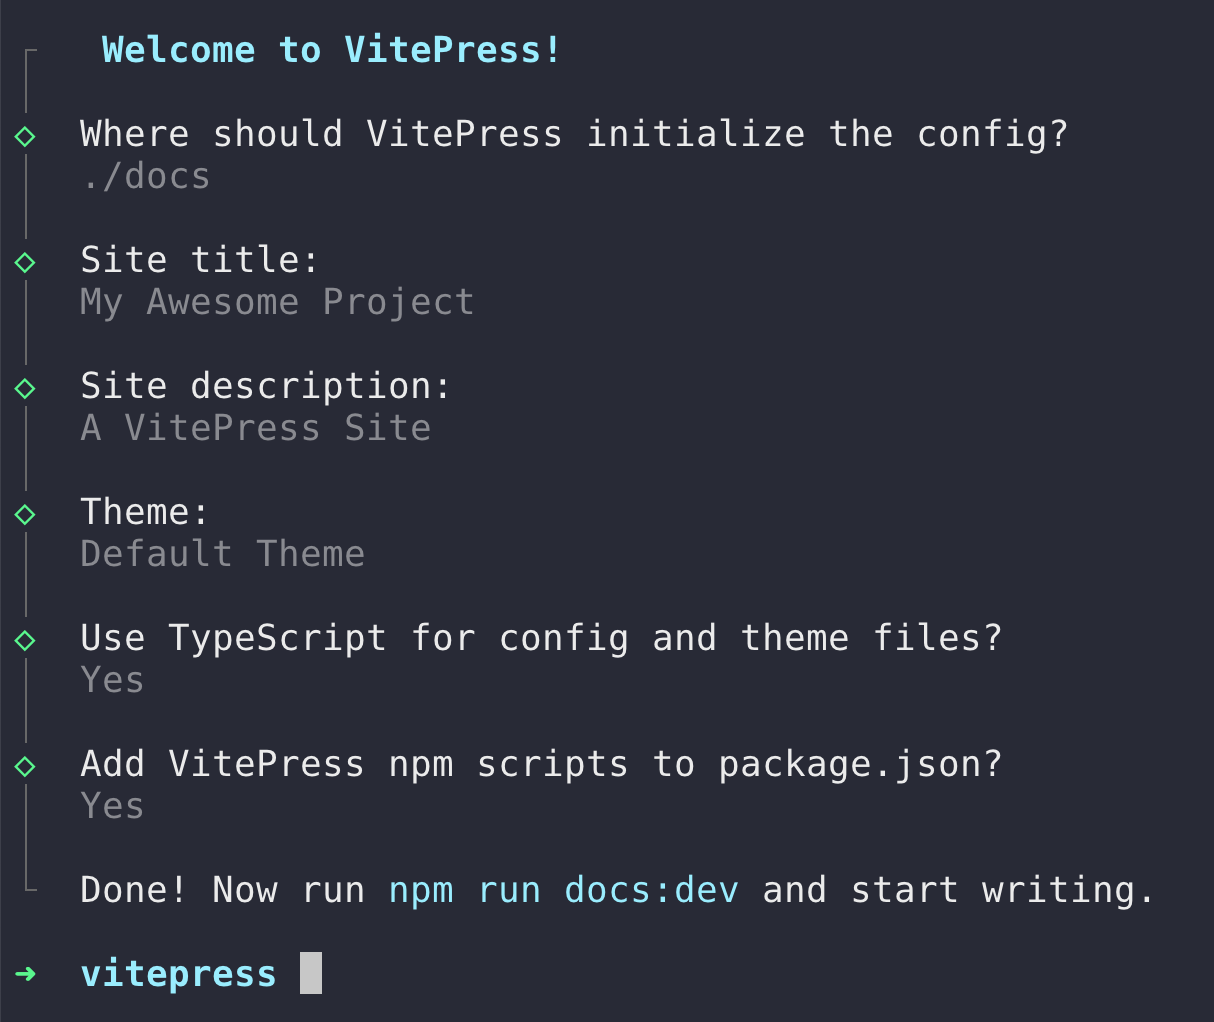 Welcome to VitePress!
Where should VitePress initialize the config?
./docs
Site title:
My Awesome Project
Site description:
A VitePress Site
Theme:
Default Theme
Use TypeScript for config and theme files?
Yes
Add VitePress npm scripts to package.json?
Yes
Done! Now run npm run docs:dev and start writing.
➜ vitepress